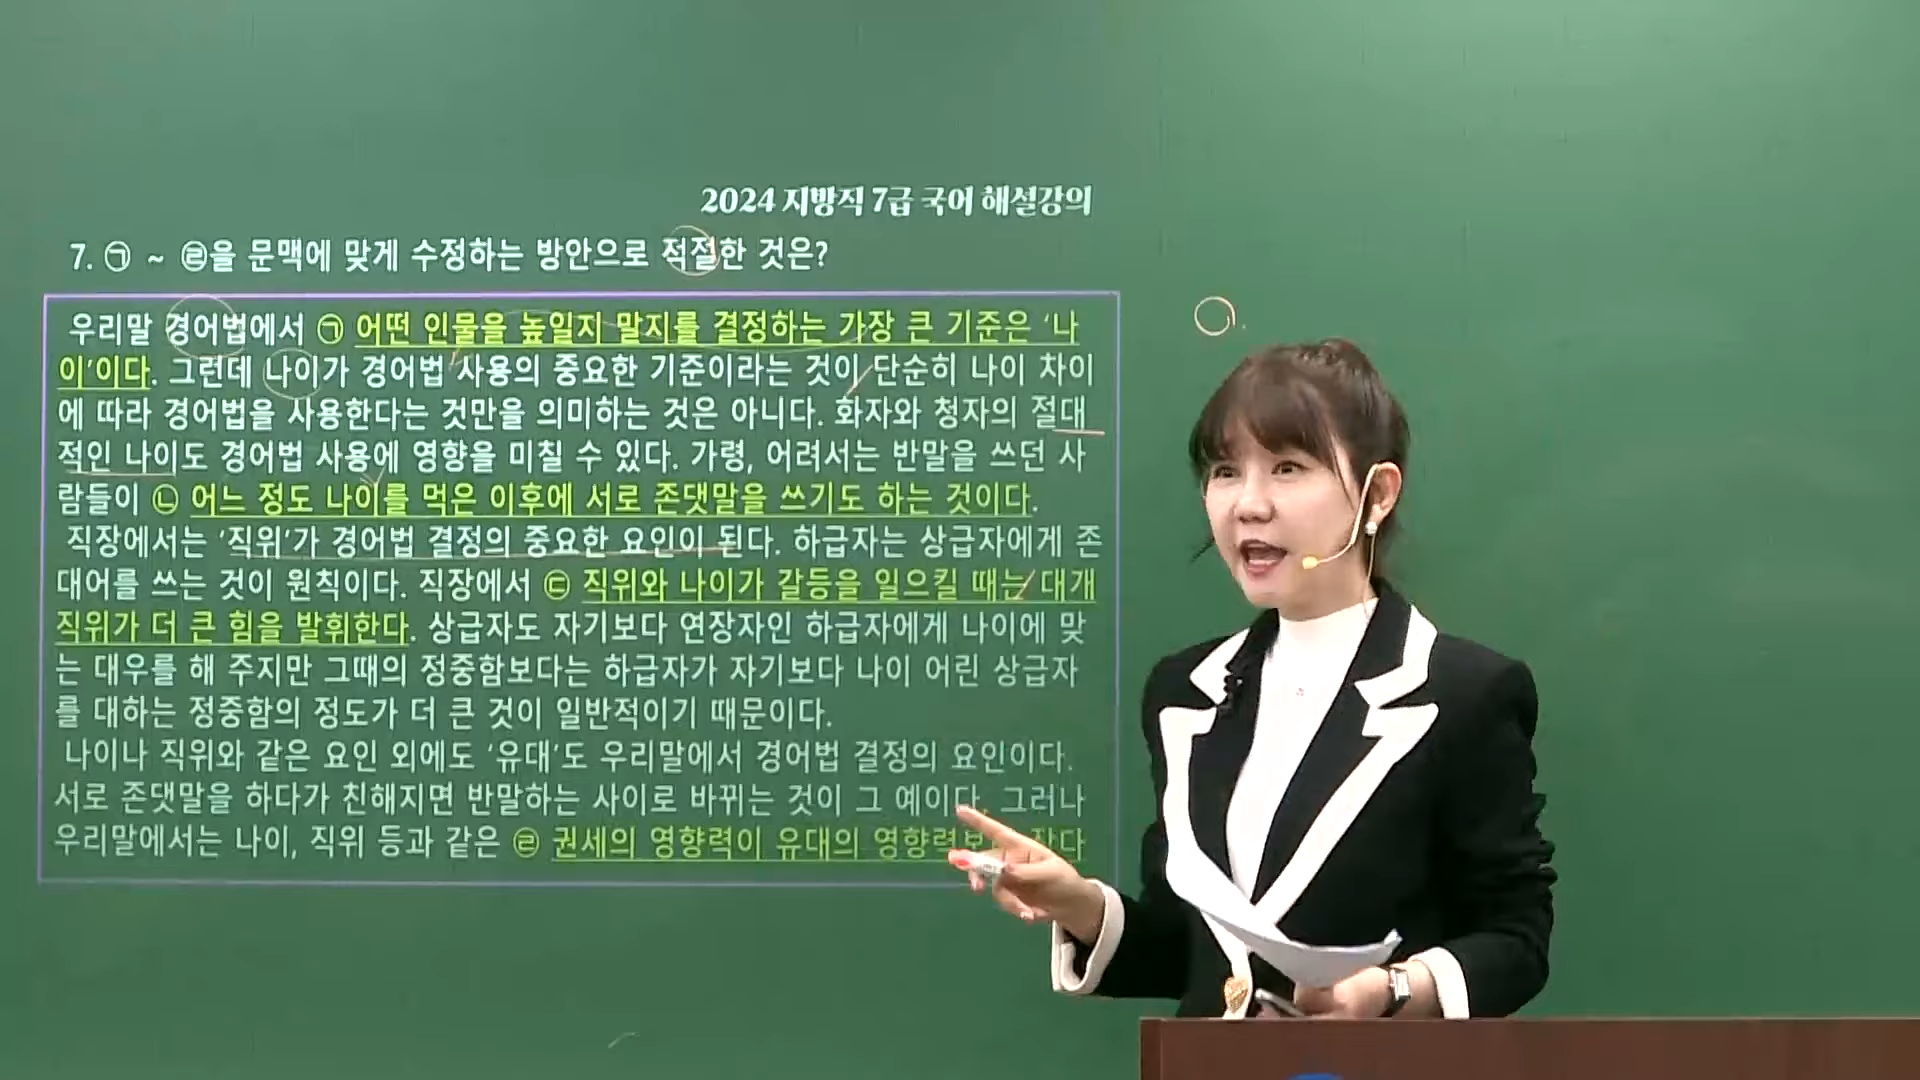 2024 지방직 7급 국어 해설강의
7. ㉠ ~ ㉣을 문맥에 맞게 수정하는 방안으로 적절한 것은?
우리말 경어법에서 ㉠ 어떤 인물을 높일지 말지를 결정하는 가장 큰 기준은 ‘나
이’이다. 그런데 나이가 경어법 사용의 중요한 기준이라는 것이 단순히 나이 차이
에 따라 경어법을 사용한다는 것만을 의미하는 것은 아니다. 화자와 청자의 절대
적인 나이도 경어법 사용에 영향을 미칠 수 있다. 가령, 어려서는 반말을 쓰던 사
람들이 ㉡ 어느 정도 나이를 먹은 이후에 서로 존댓말을 쓰기도 하는 것이다.
직장에서는 ‘직위’가 경어법 결정의 중요한 요인이 된다. 하급자는 상급자에게 존
대어를 쓰는 것이 원칙이다. 직장에서 ㉢ 직위와 나이가 갈등을 일으킬 때는 대개
직위가 더 큰 힘을 발휘한다. 상급자도 자기보다 연장자인 하급자에게 나이에 맞
는 대우를 해 주지만 그때의 정중함보다는 하급자가 자기보다 나이 어린 상급자
를 대하는 정중함의 정도가 더 큰 것이 일반적이기 때문이다.
나이나 직위와 같은 요인 외에도 ‘유대’도 우리말에서 경어법 결정의 요인이다.
서로 존댓말을 하다가 친해지면 반말하는 사이로 바뀌는 것이 그 예이다. 그러나
우리말에서는 나이, 직위 등과 같은 ㉣ 권세의 영향력이 유대의 영향력